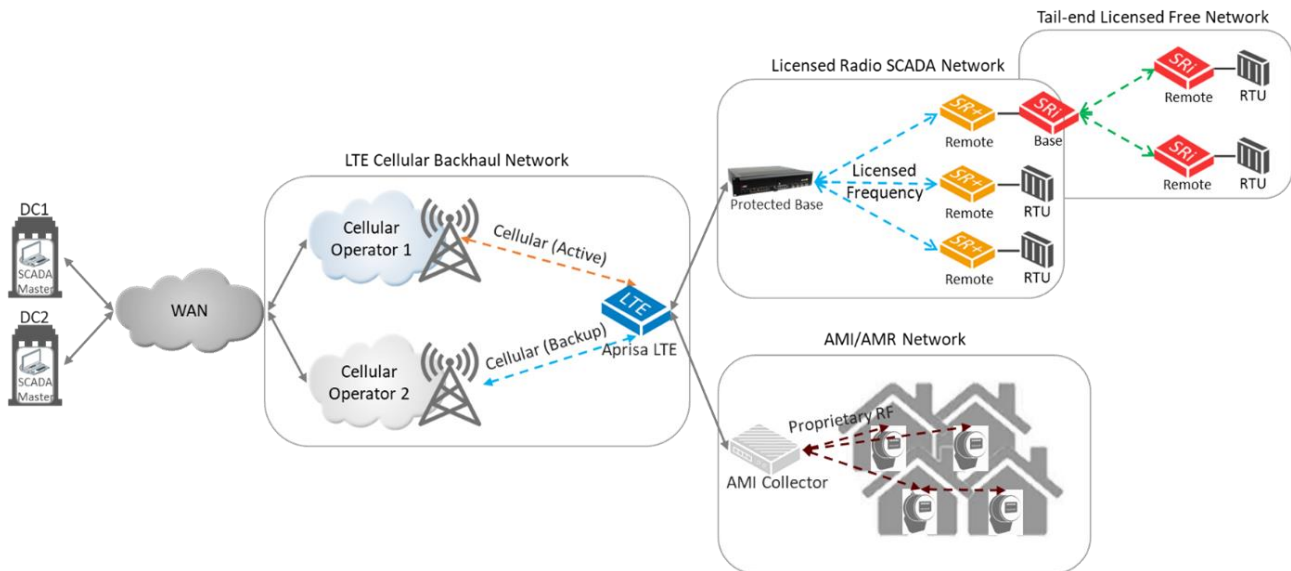 Tail-end Licensed Free Network
SRi
Remote
RTU
SRi
Remote
RTU
Licensed Radio SCADA Network
SR+
Remote
SRi
Base
Protected Base
Licensed
Frequency
SR+
Remote
RTU
SR+
Remote
RTU
LTE Cellular Backhaul Network
DC1
SCADA
Master
DC2
SCADA
Master
WAN
Cellular
Operator 1
Cellular (Active)
LTE
Aprisa LTE
Cellular (Backup)
Cellular
Operator 2
AMI/AMR Network
Proprietary RF
AMI Collector